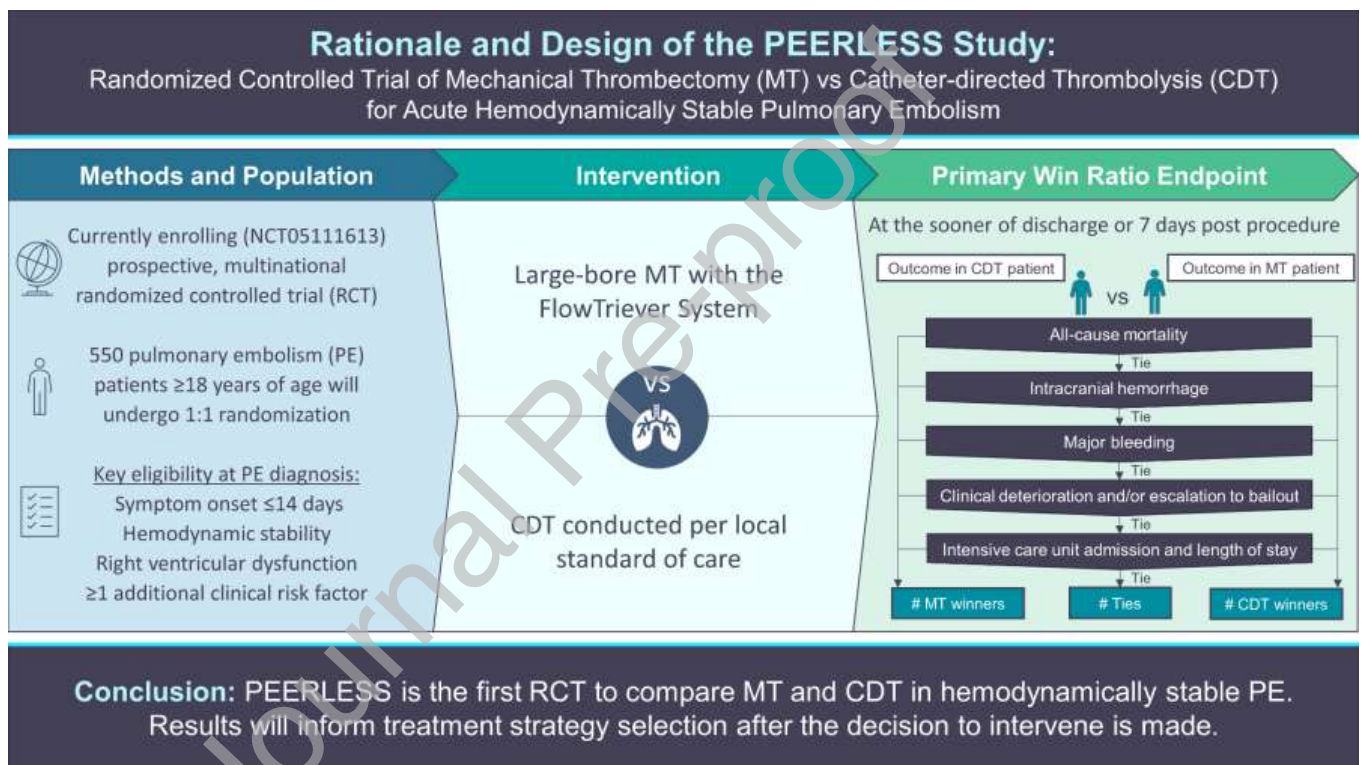 Rationale and Design of the PEERLESS Study:
Randomized Controlled Trial of Mechanical Thrombectomy (MT) vs Catheter-directed Thrombolysis (CDT)
for Acute Hemodynamically Stable Pulmonary Embolism
Methods and Population
Currently enrolling (NCT05111613)
prospective, multinational
randomized controlled trial (RCT)
550 pulmonary embolism (PE)
patients ≥18 years of age will
undergo 1:1 randomization
Key eligibility at PE diagnosis:
Symptom onset ≤14 days
Hemodynamic stability
Right ventricular dysfunction
≥1 additional clinical risk factor
Intervention
Large-bore MT with the
FlowTriever System
VS
CDT conducted per local
standard of care
Primary Win Ratio Endpoint
At the sooner of discharge or 7 days post procedure
Outcome in CDT patient
vs
Outcome in MT patient
All-cause mortality
Tie
Intracranial hemorrhage
Tie
Major bleeding
Tie
Clinical deterioration and/or escalation to bailout
Tie
Intensive care unit admission and length of stay
Tie
# MT winners
# Ties
# CDT winners
Conclusion: PEERLESS is the first RCT to compare MT and CDT in hemodynamically stable PE.
Results will inform treatment strategy selection after the decision to intervene is made.
Journal Pre-proof